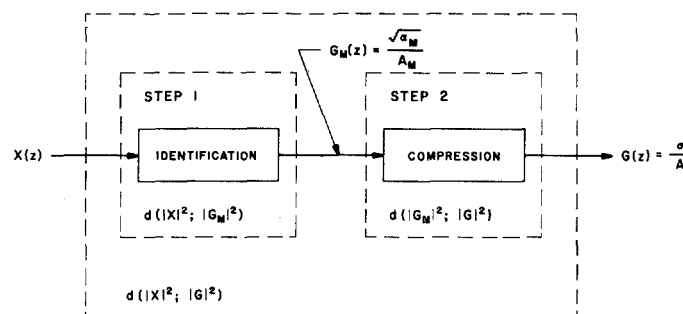 G_M(z) = √α_M / A_M
STEP 1
STEP 2
X(z)
IDENTIFICATION
COMPRESSION
G(z) = σ / A
d(|X|²; |G_M|²)
d(|G_M|²; |G|²)
d(|X|²; |G|²)